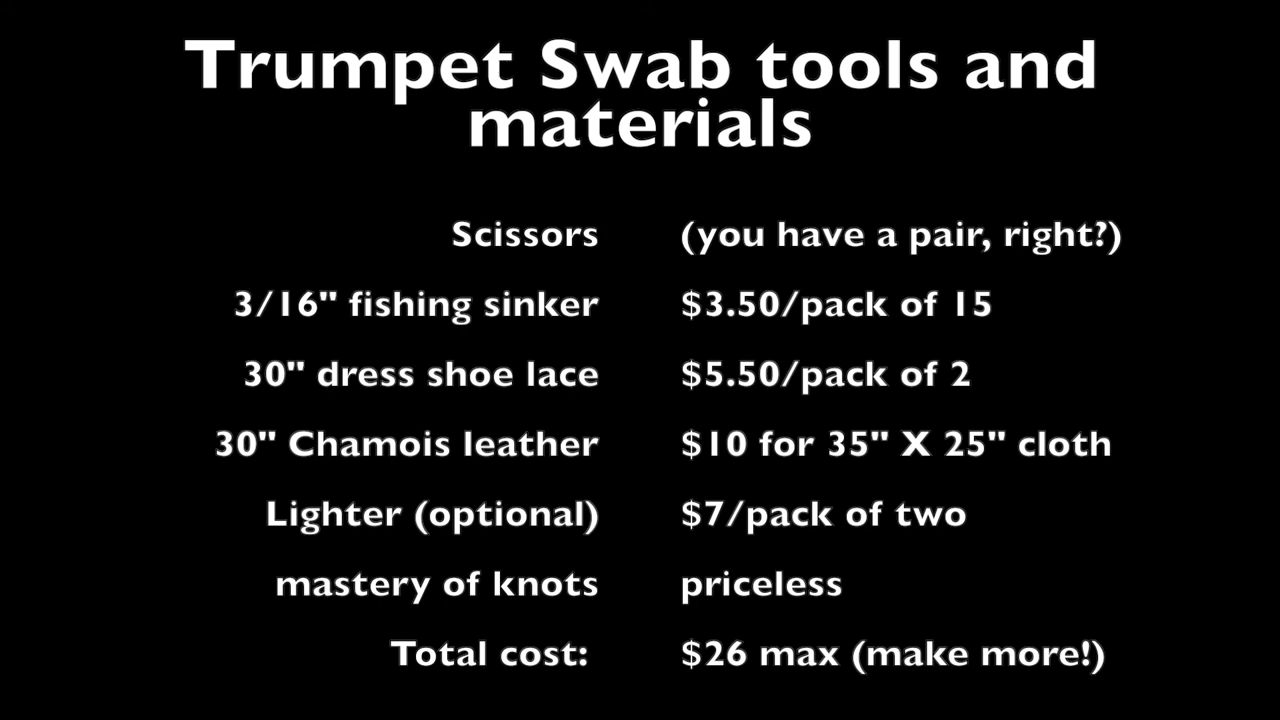 Trumpet Swab tools and
materials
Scissors (you have a pair, right?)
3/16" fishing sinker $3.50/pack of 15
30" dress shoe lace $5.50/pack of 2
30" Chamois leather $10 for 35" X 25" cloth
Lighter (optional) $7/pack of two
mastery of knots priceless
Total cost: $26 max (make more!)